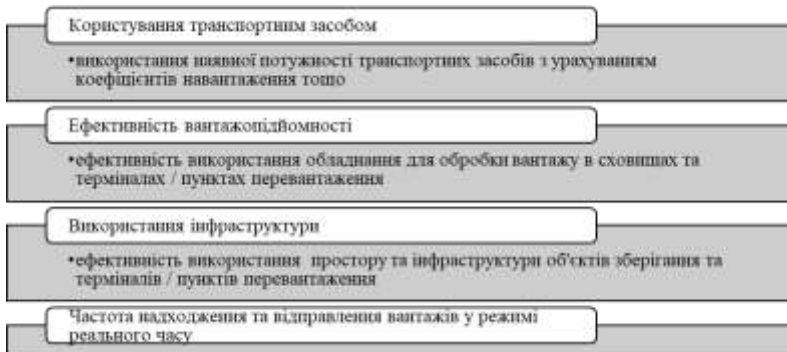 Користування транспортним засобом
•використання наявної потужності транспортних засобів з урахуванням
коефіцієнтів навантаження тощо
Ефективність вантажопідйомності
•ефективність використання обладнання для обробки вантажу в сховищах та
терміналах / пунктах перевантаження
Використання інфраструктури
•ефективність використання простору та інфраструктури об'єктів зберігання та
терміналів / пунктів перевантаження
Частота надходження та відправлення вантажів у режимі
реального часу